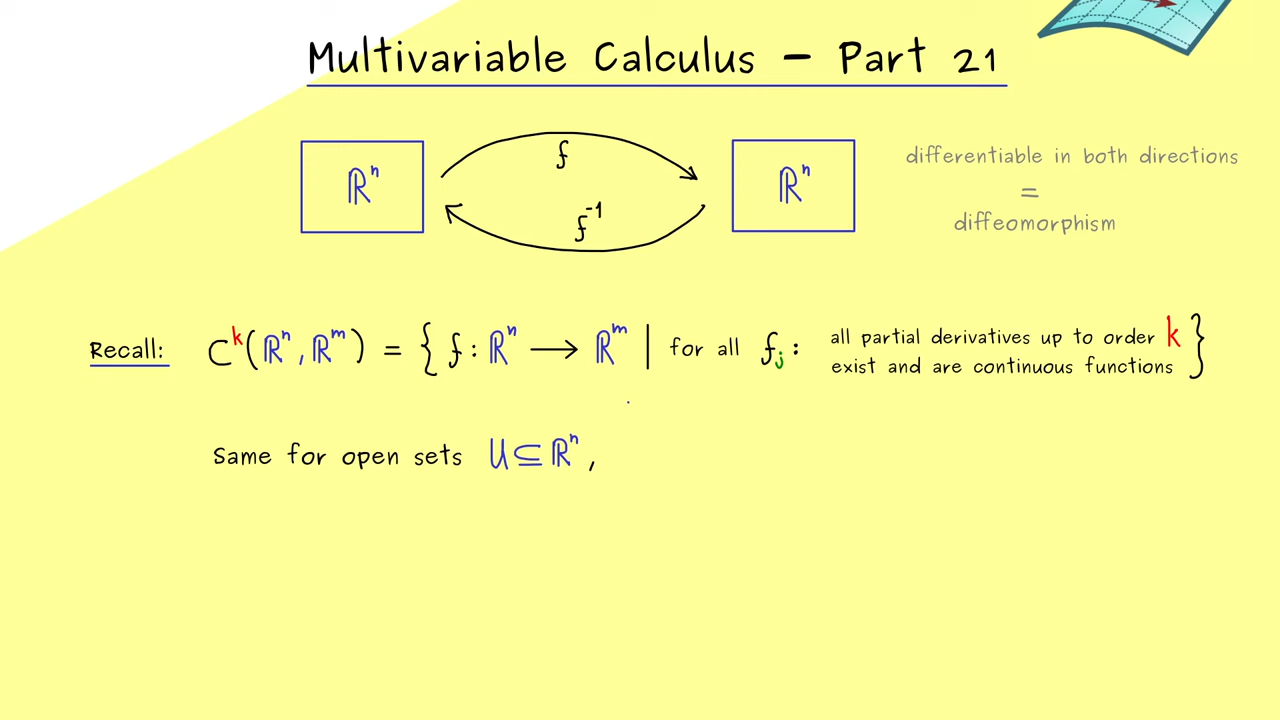 Multivariable Calculus – Part 21
ℝⁿ f ℝⁿ
f⁻¹
differentiable in both directions
=
diffeomorphism
Recall: Cᵏ(ℝⁿ, ℝᵐ) = { f : ℝⁿ ⟶ ℝᵐ | for all fⱼ : all partial derivatives up to order k
exist and are continuous functions }
Same for open sets U ⊆ ℝⁿ,